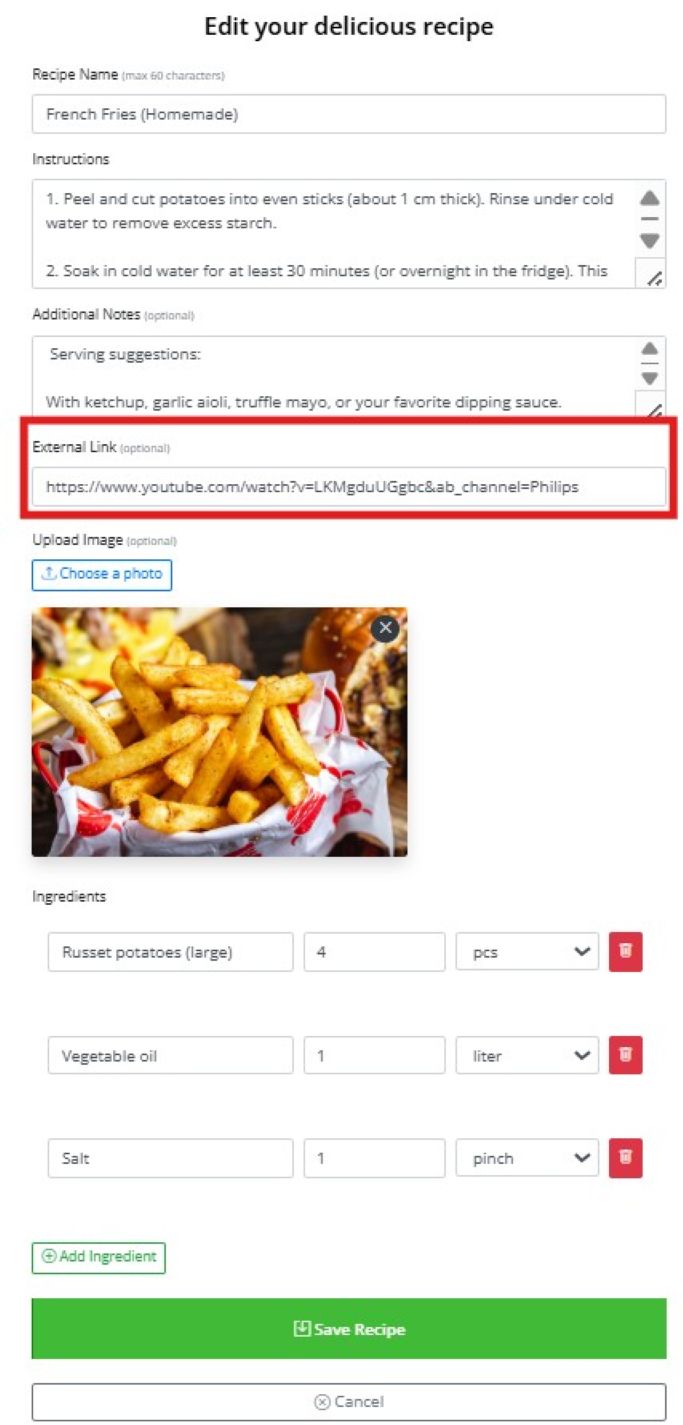 Edit your delicious recipe
Recipe Name (max 60 characters)
French Fries (Homemade)
Instructions
1. Peel and cut potatoes into even sticks (about 1 cm thick). Rinse under cold
water to remove excess starch.
2. Soak in cold water for at least 30 minutes (or overnight in the fridge). This
Additional Notes (optional)
Serving suggestions:
With ketchup, garlic aioli, truffle mayo, or your favorite dipping sauce.
External Link (optional)
https://www.youtube.com/watch?v=LKMgduUGgbc&ab_channel=Philips
Upload Image (optional)
Choose a photo
Ingredients
Russet potatoes (large) 4 pcs
Vegetable oil 1 liter
Salt 1 pinch
Add Ingredient
Save Recipe
Cancel